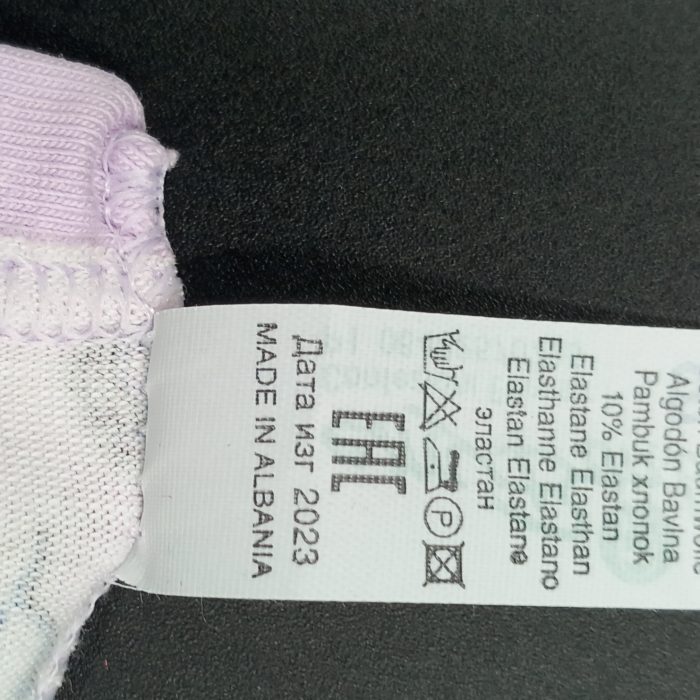 Algodón Bavlna
Pambuk хлопок
10% Elastan
Elastane Elasthan
Elasthanne Elastano
Elastan Elastane
эластан
P
EAC
Дата изг 2023
MADE IN ALBANIA